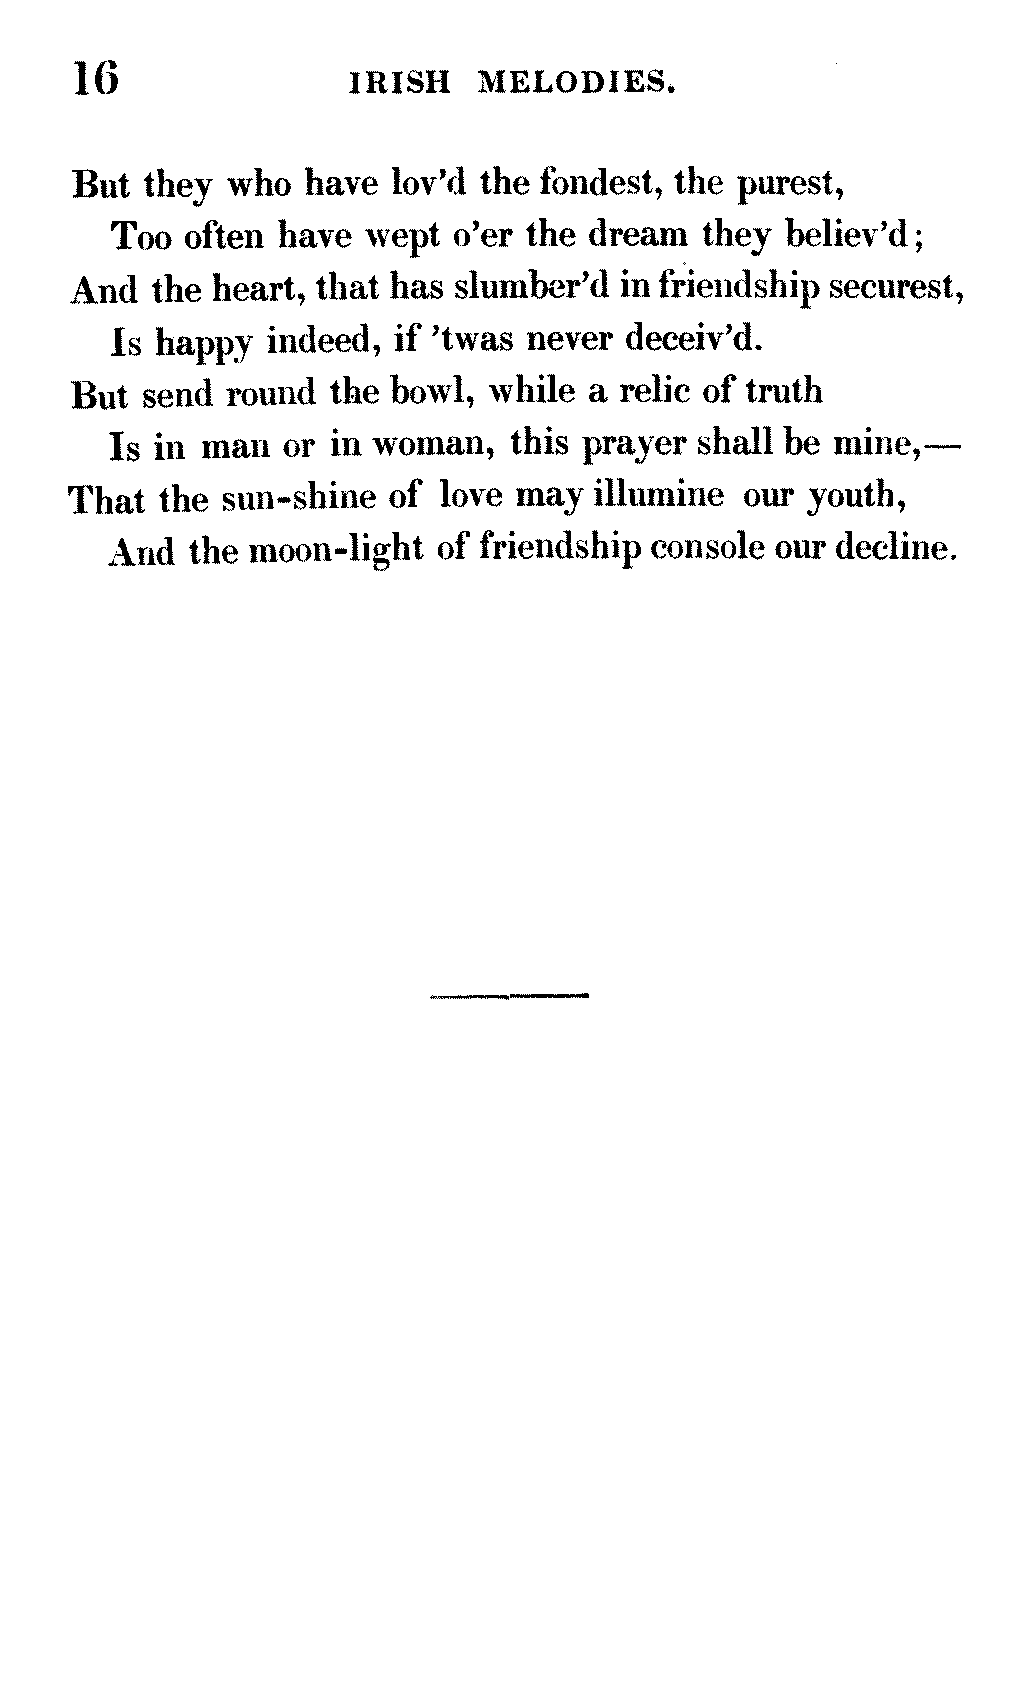 16 IRISH MELODIES.
But they who have lov'd the fondest, the purest,
Too often have wept o'er the dream they believ'd;
And the heart, that has slumber'd in friendship securest,
Is happy indeed, if 'twas never deceiv'd.
But send round the bowl, while a relic of truth
Is in man or in woman, this prayer shall be mine,—
That the sun-shine of love may illumine our youth,
And the moon-light of friendship console our decline.